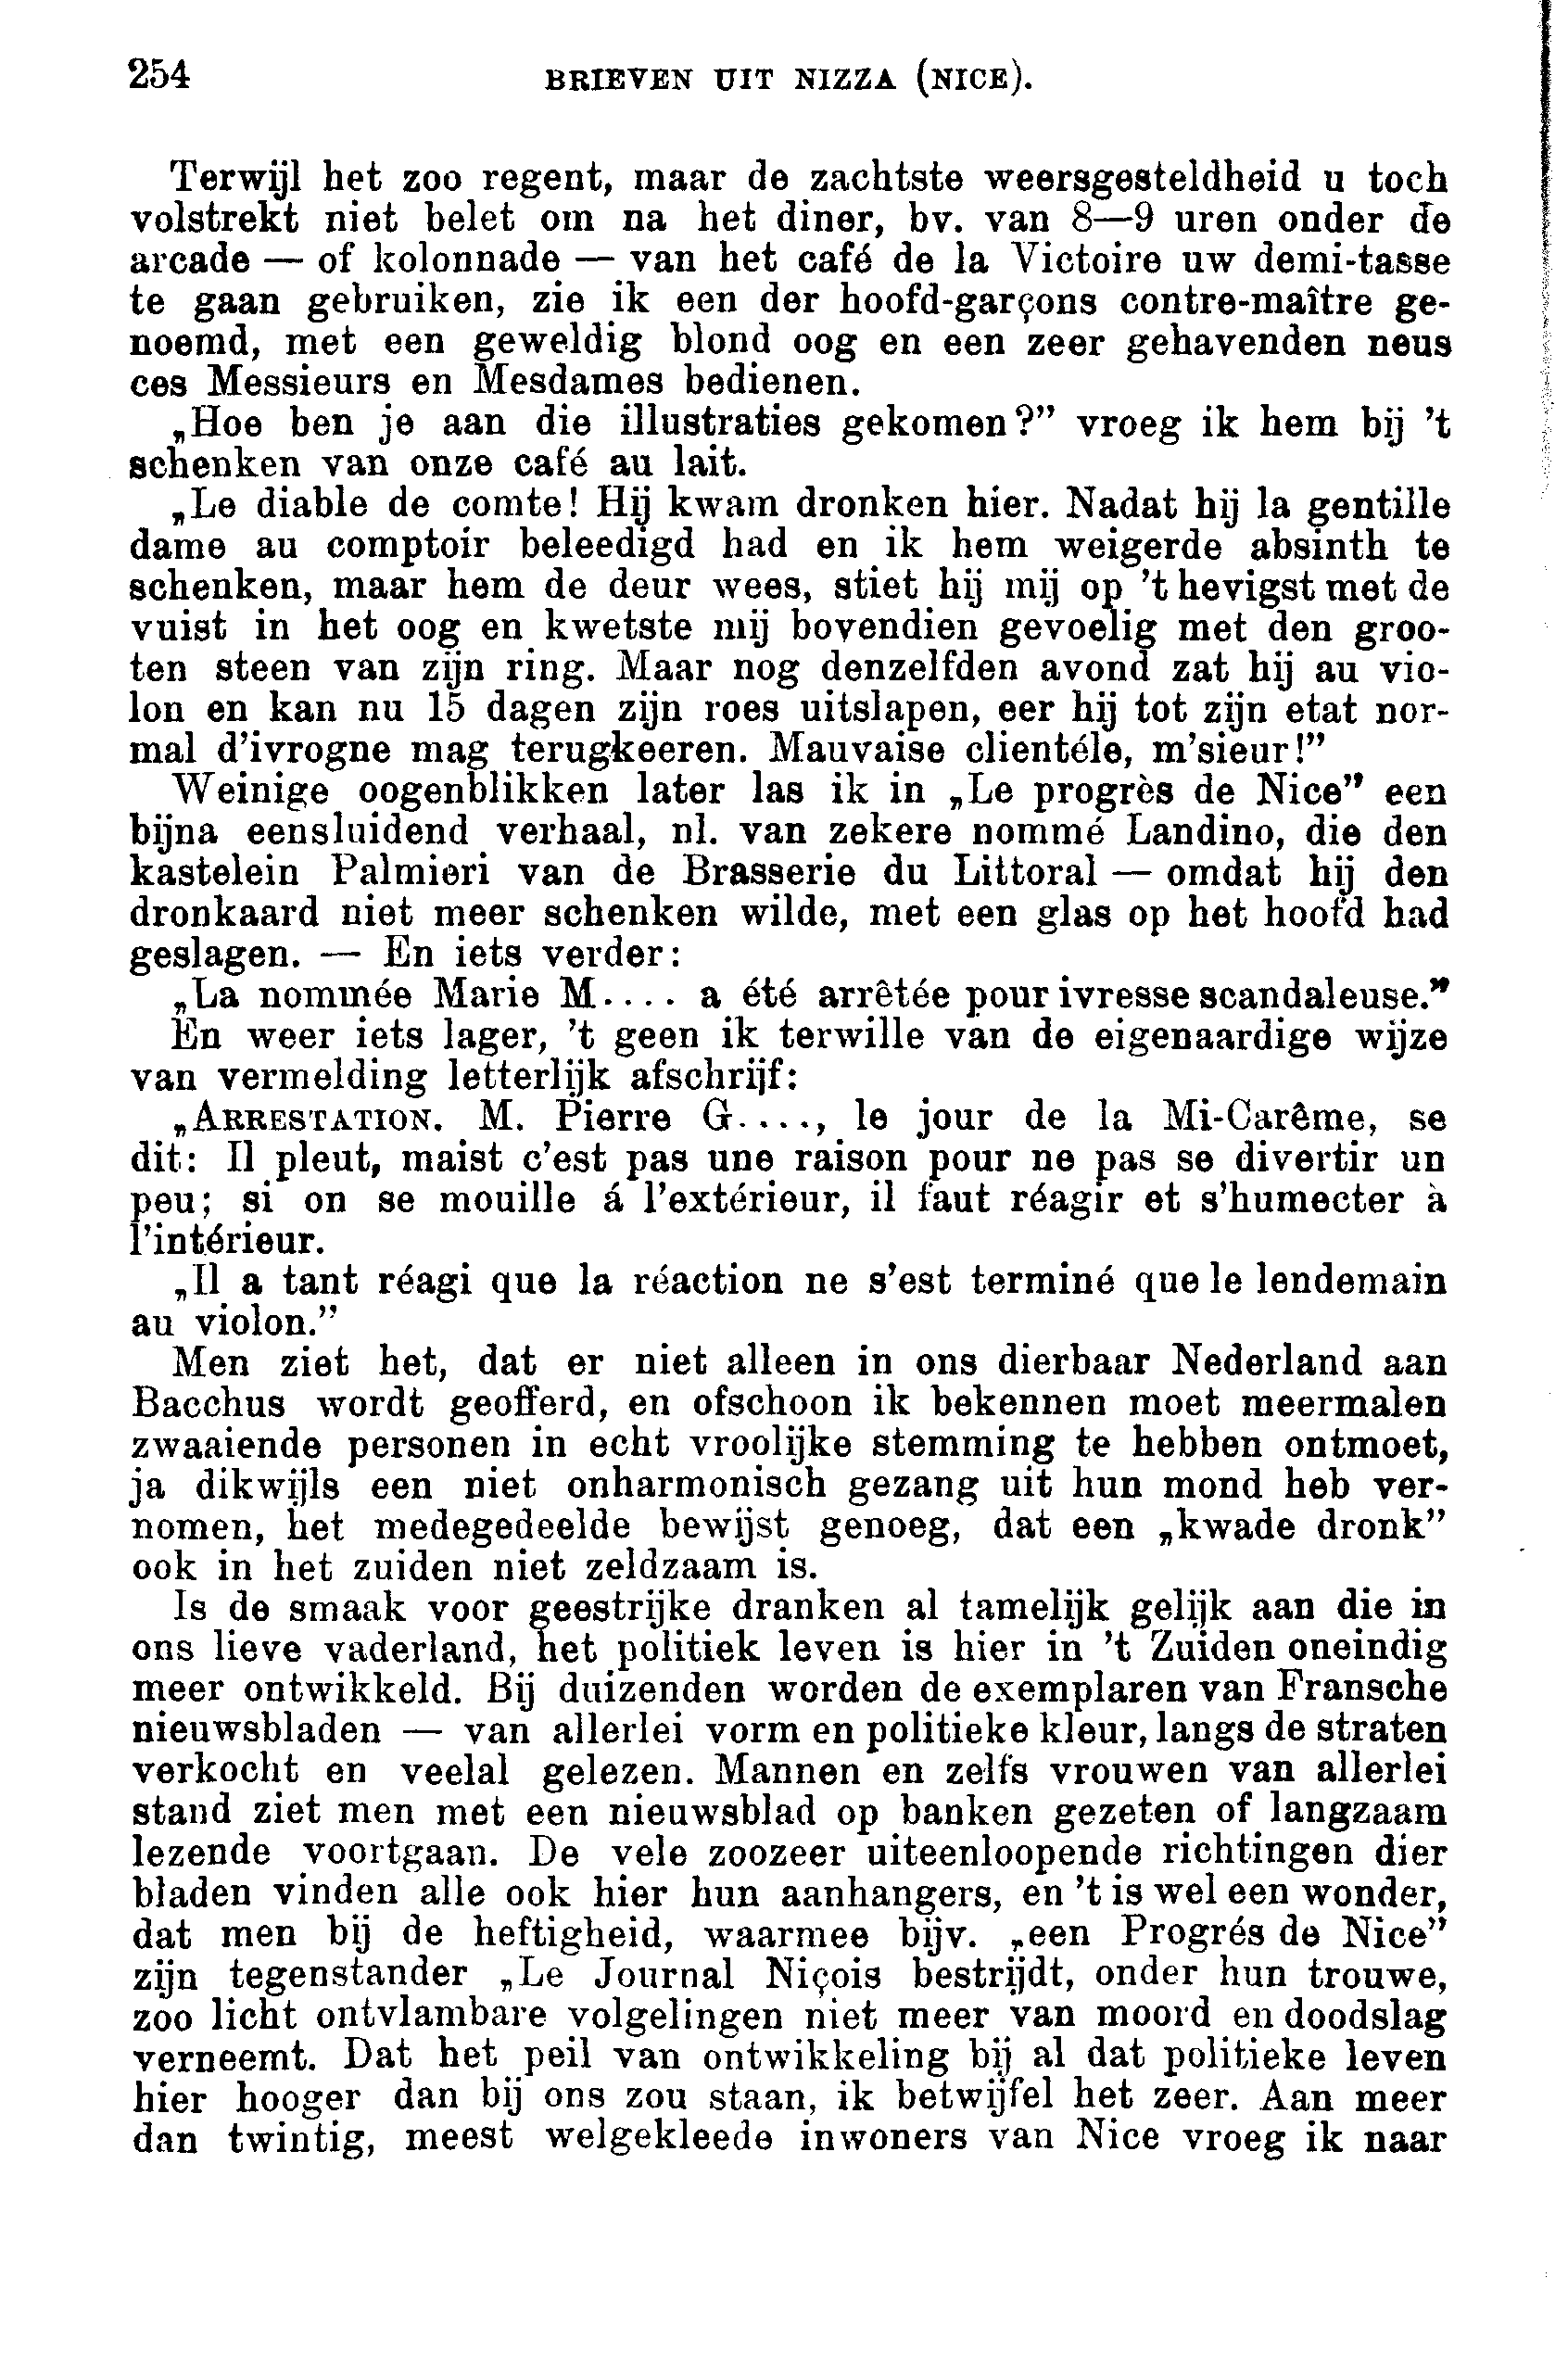 254 BRIEVEN UIT NIZZA (NICE).
Terwijl het zoo regent, maar de zachtste weersgesteldheid u toch
volstrekt niet belet om na het diner, bv. van 8—9 uren onder de
arcade — of kolonnade — van het café de la Victoire uw demi-tasse
te gaan gebruiken, zie ik een der hoofd-garçons contre-maître ge-
noemd, met een geweldig blond oog en een zeer gehavenden neus
ces Messieurs en Mesdames bedienen.
„Hoe ben je aan die illustraties gekomen?” vroeg ik hem bij 't
schenken van onze café au lait.
„Le diable de comte! Hij kwam dronken hier. Nadat hij la gentille
dame au comptoir beleedigd had en ik hem weigerde absinth te
schenken, maar hem de deur wees, stiet hij mij op 't hevigst met de
vuist in het oog en kwetste mij bovendien gevoelig met den groo-
ten steen van zijn ring. Maar nog denzelfden avond zat hij au vio-
lon en kan nu 15 dagen zijn roes uitslapen, eer hij tot zijn etat nor-
mal d'ivrogne mag terugkeeren. Mauvaise clientéle, m'sieur!”
Weinige oogenblikken later las ik in „Le progrès de Nice” een
bijna eensluidend verhaal, nl. van zekere nommé Landino, die den
kastelein Palmieri van de Brasserie du Littoral — omdat hij den
dronkaard niet meer schenken wilde, met een glas op het hoofd had
geslagen. — En iets verder:
„La nommée Marie M.... a été arrêtée pour ivresse scandaleuse.”
En weer iets lager, 't geen ik terwille van de eigenaardige wijze
van vermelding letterlijk afschrijf:
„ARRESTATION. M. Pierre G...., le jour de la Mi-Carême, se
dit: Il pleut, maist c'est pas une raison pour ne pas se divertir un
peu; si on se mouille á l'extérieur, il faut réagir et s'humecter à
l'intérieur.
„Il a tant réagi que la réaction ne s'est terminé que le lendemain
au violon.”
Men ziet het, dat er niet alleen in ons dierbaar Nederland aan
Bacchus wordt geofferd, en ofschoon ik bekennen moet meermalen
zwaaiende personen in echt vroolijke stemming te hebben ontmoet,
ja dikwijls een niet onharmonisch gezang uit hun mond heb ver-
nomen, het medegedeelde bewijst genoeg, dat een „kwade dronk”
ook in het zuiden niet zeldzaam is.
Is de smaak voor geestrijke dranken al tamelijk gelijk aan die in
ons lieve vaderland, het politiek leven is hier in 't Zuiden oneindig
meer ontwikkeld. Bij duizenden worden de exemplaren van Fransche
nieuwsbladen — van allerlei vorm en politieke kleur, langs de straten
verkocht en veelal gelezen. Mannen en zelfs vrouwen van allerlei
stand ziet men met een nieuwsblad op banken gezeten of langzaam
lezende voortgaan. De vele zoozeer uiteenloopende richtingen dier
bladen vinden alle ook hier hun aanhangers, en 't is wel een wonder,
dat men bij de heftigheid, waarmee bijv. „een Progrés de Nice”
zijn tegenstander „Le Journal Niçois bestrijdt, onder hun trouwe,
zoo licht ontvlambare volgelingen niet meer van moord en doodslag
verneemt. Dat het peil van ontwikkeling bij al dat politieke leven
hier hooger dan bij ons zou staan, ik betwijfel het zeer. Aan meer
dan twintig, meest welgekleede inwoners van Nice vroeg ik naar